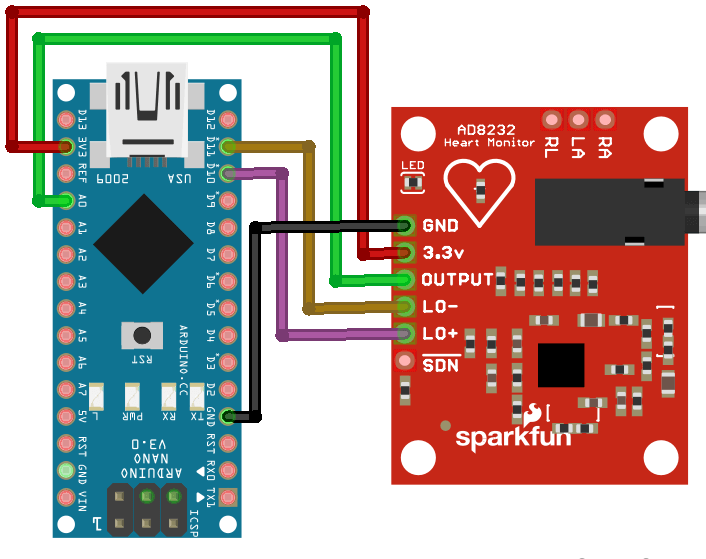 D13
3V3
REF
A0
A1
A2
A3
A4
A5
A6
A7
5V
RST
GND
VIN
D12
D11
D10
D9
D8
D7
D6
D5
D4
D3
D2
GND
RST
RX0
TX1
USA
2009
RST
ARDUINO.CC
TX
RX
PWR
L
ARDUINO
NANO
V3.0
ICSP
1
AD8232
Heart Monitor
RL
LA
RA
LED
GND
3.3v
OUTPUT
LO-
LO+
SDN
sparkfun